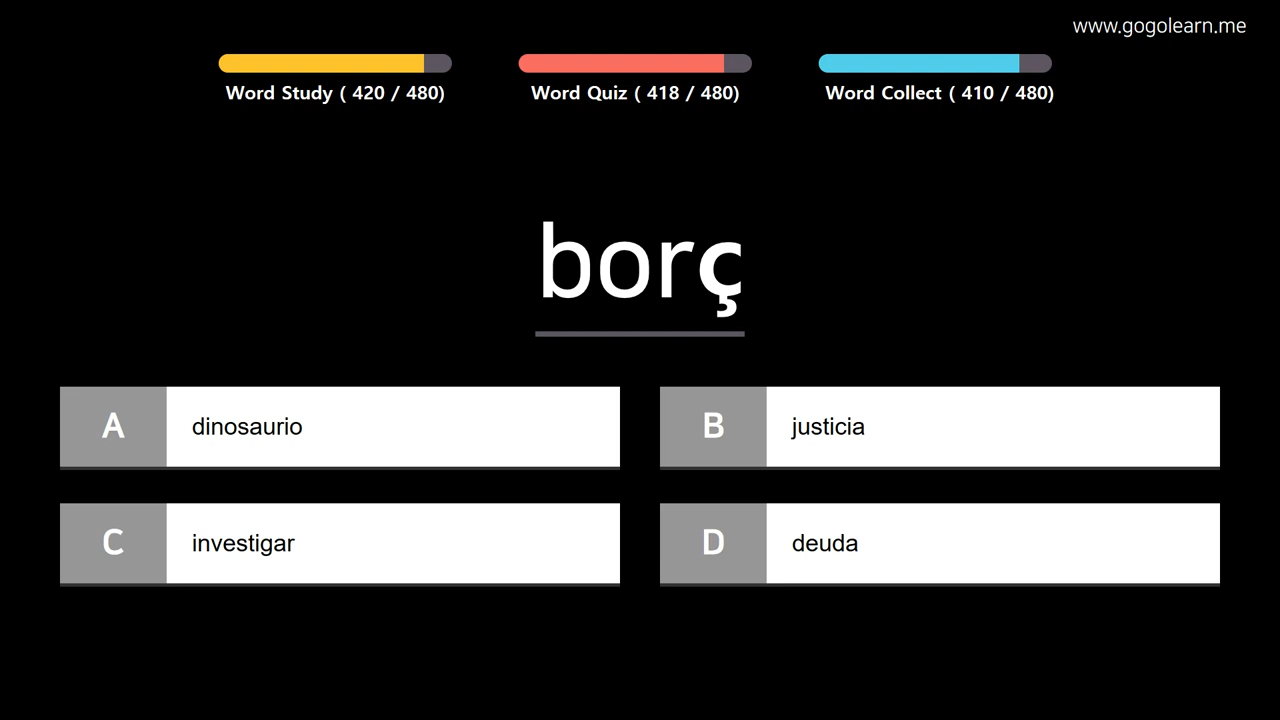 www.gogolearn.me
Word Study ( 420 / 480)
Word Quiz ( 418 / 480)
Word Collect ( 410 / 480)
borç
A dinosaurio
B justicia
C investigar
D deuda